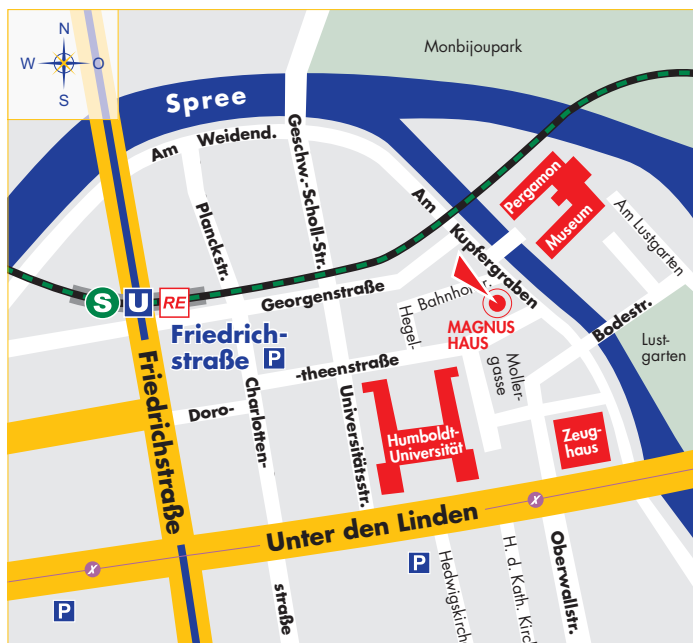 N
W O
S
Monbijoupark
Spree
Am Weidend.
Geschw.-Scholl-Str.
Planckstr.
Am Kupfergraben
Pergamon
Museum
Am Lustgarten
Georgenstraße
Bahnhofstr.
S U RE
Friedrich-
straße P
MAGNUS
HAUS
Bodestr.
Lust-
garten
Hegel-
Moller-
gasse
Doro- -theenstraße
Friedrichstraße
Charlotten-
straße
Universitätsstr.
Humboldt-
Universität
Zeug-
haus
Unter den Linden
X
X
P
P
Hedwigskirch
H. d. Kath. Kirc
Oberwallstr.